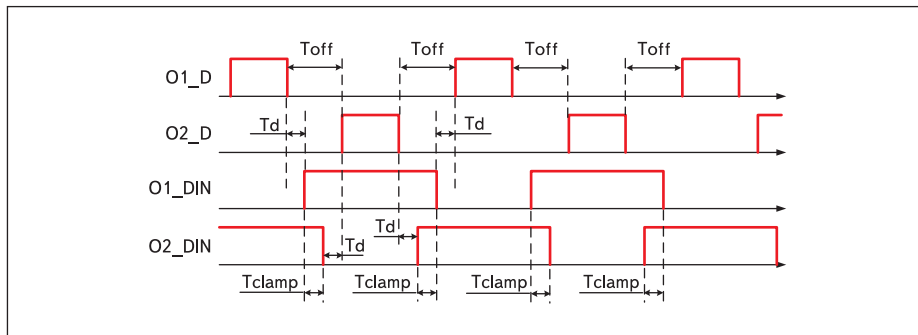 Toff Toff Toff Toff
O1_D
Td Td
O2_D
O1_DIN
Td
O2_DIN Td
Tclamp Tclamp Tclamp Tclamp